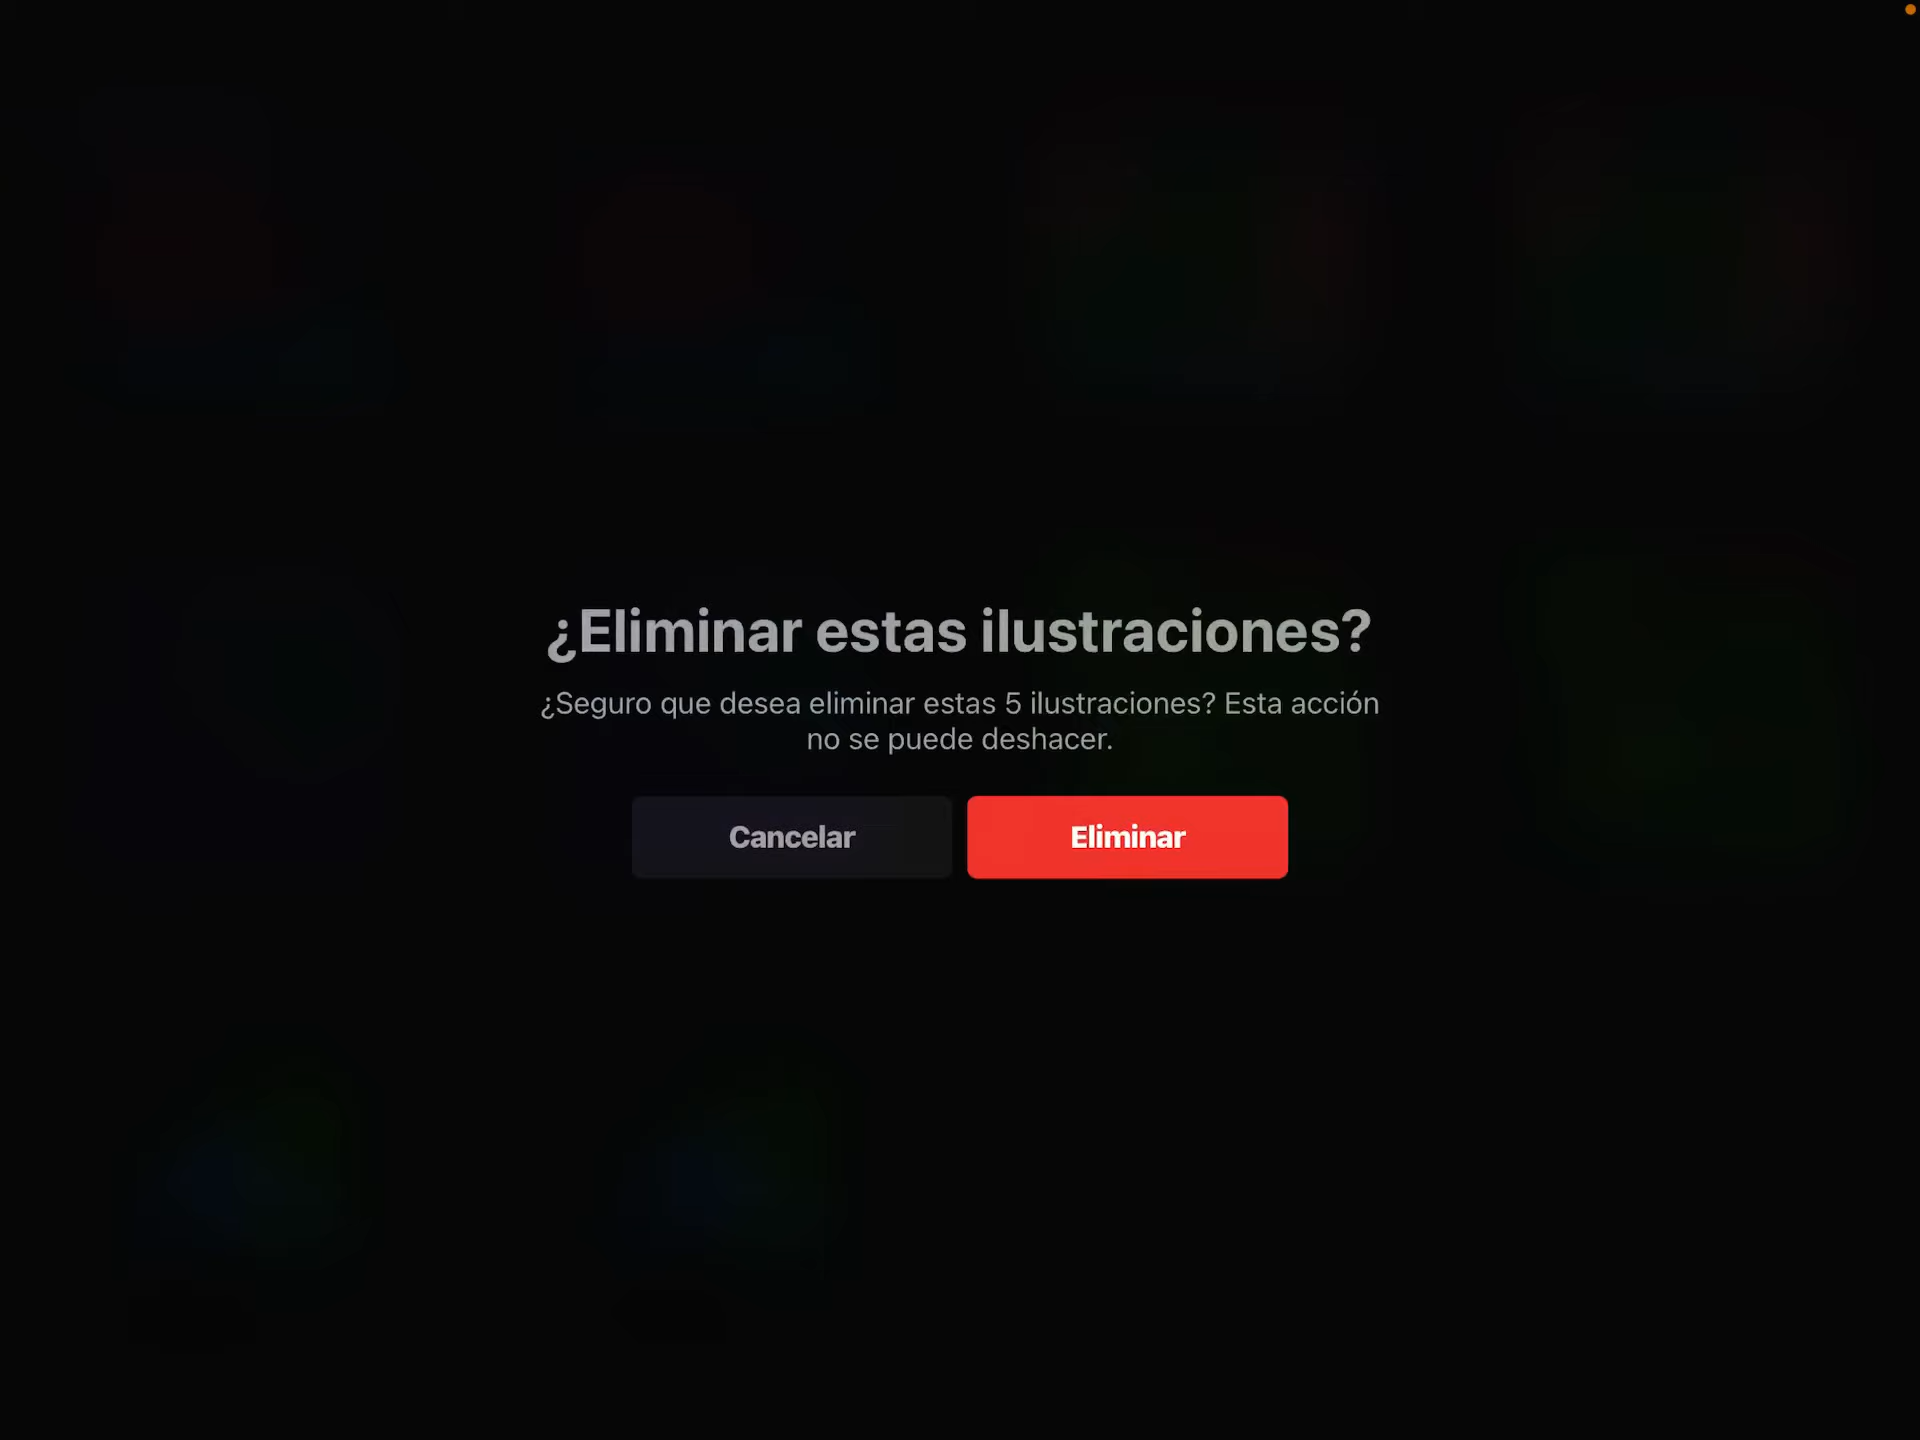 ¿Eliminar estas ilustraciones?
¿Seguro que desea eliminar estas 5 ilustraciones? Esta acción
no se puede deshacer.
Cancelar
Eliminar